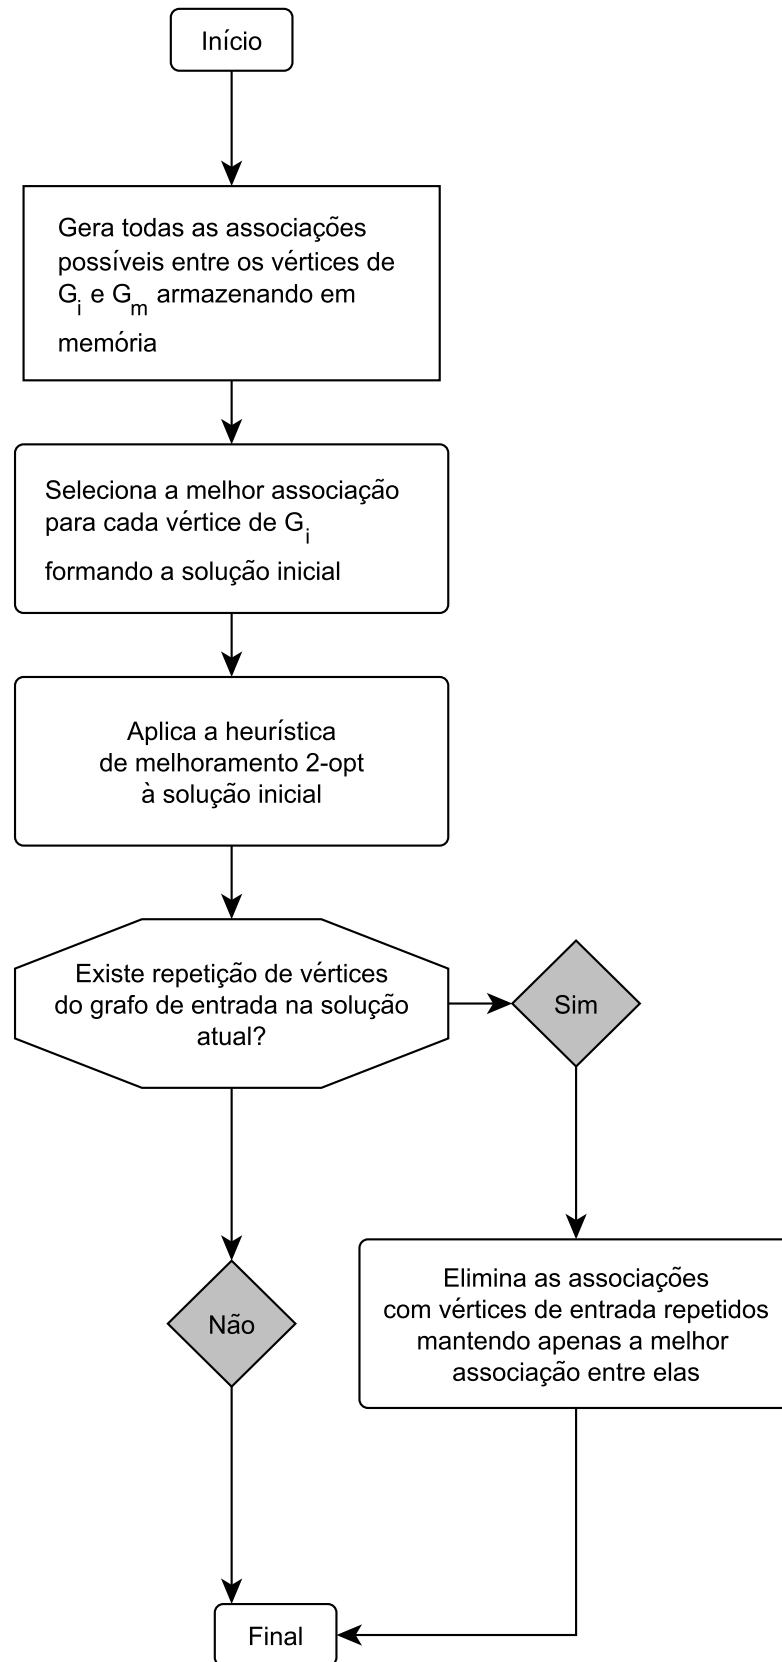 Início
Gera todas as associações
possíveis entre os vértices de
Gi e Gm armazenando em
memória
Seleciona a melhor associação
para cada vértice de Gi
formando a solução inicial
Aplica a heurística
de melhoramento 2-opt
à solução inicial
Existe repetição de vértices
do grafo de entrada na solução
atual?
Sim
Não
Elimina as associações
com vértices de entrada repetidos
mantendo apenas a melhor
associação entre elas
Final